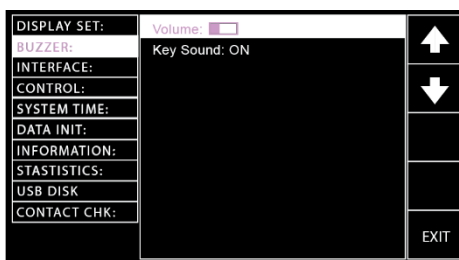 DISPLAY SET:
BUZZER:
INTERFACE:
CONTROL:
SYSTEM TIME:
DATA INIT:
INFORMATION:
STASTISTICS:
USB DISK
CONTACT CHK:
Volume:
Key Sound: ON
EXIT